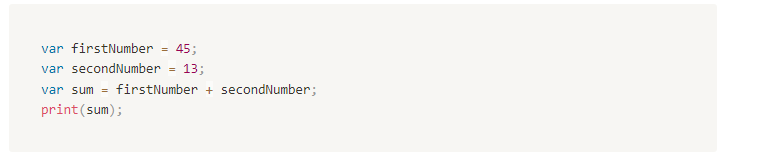 var firstNumber = 45;
var secondNumber = 13;
var sum = firstNumber + secondNumber;
print(sum);